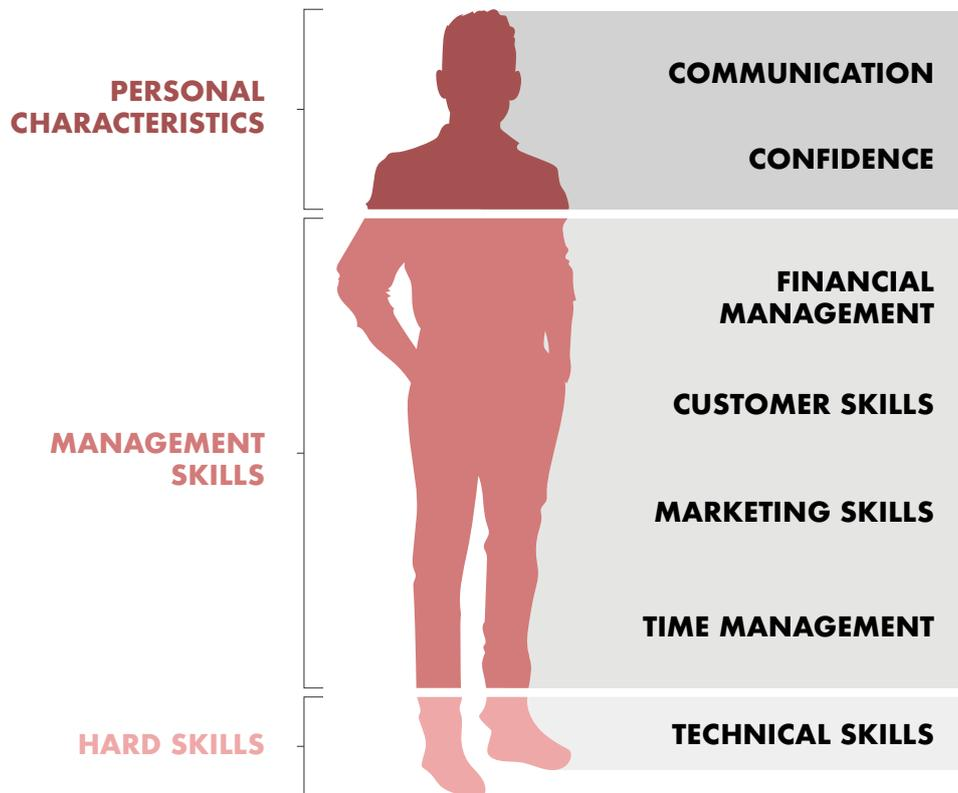 PERSONAL
CHARACTERISTICS
COMMUNICATION
CONFIDENCE
MANAGEMENT
SKILLS
FINANCIAL
MANAGEMENT
CUSTOMER SKILLS
MARKETING SKILLS
TIME MANAGEMENT
HARD SKILLS
TECHNICAL SKILLS